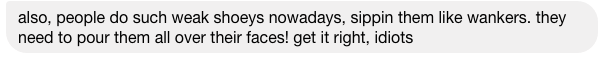 also, people do such weak shoeys nowadays, sippin them like wankers. they
need to pour them all over their faces! get it right, idiots